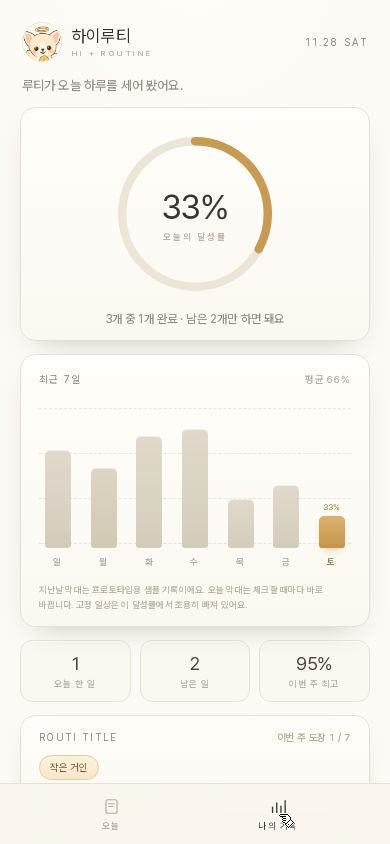 하이루티
HI + ROUTINE
11.28 SAT
루티가 오늘 하루를 세어 봤어요.
33%
오늘의 달성률
3개 중 1개 완료 · 남은 2개만 하면 돼요
최근 7일
평균 66%
33%
일 월 화 수 목 금 토
지난날 막대는 프로토타입용 샘플 기록이에요. 오늘 막대는 체크할 때마다 바로
바뀝니다. 고정 일상은 이 달성률에서 조용히 빠져 있어요.
1
오늘 한 일
2
남은 일
95%
이번 주 최고
ROUTI TITLE
이번 주 도장 1 / 7
작은 거인
오늘
나의